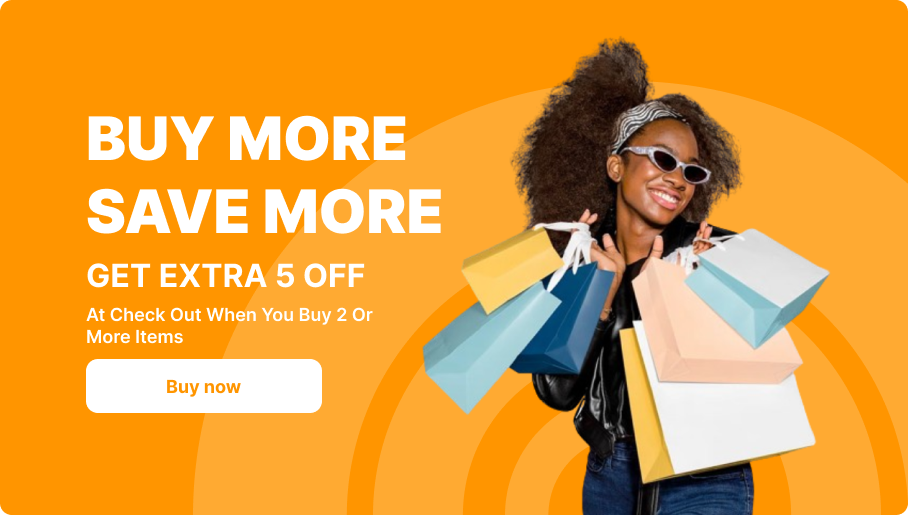 BUY MORE
SAVE MORE
GET EXTRA 5 OFF
At Check Out When You Buy 2 Or
More Items
Buy now